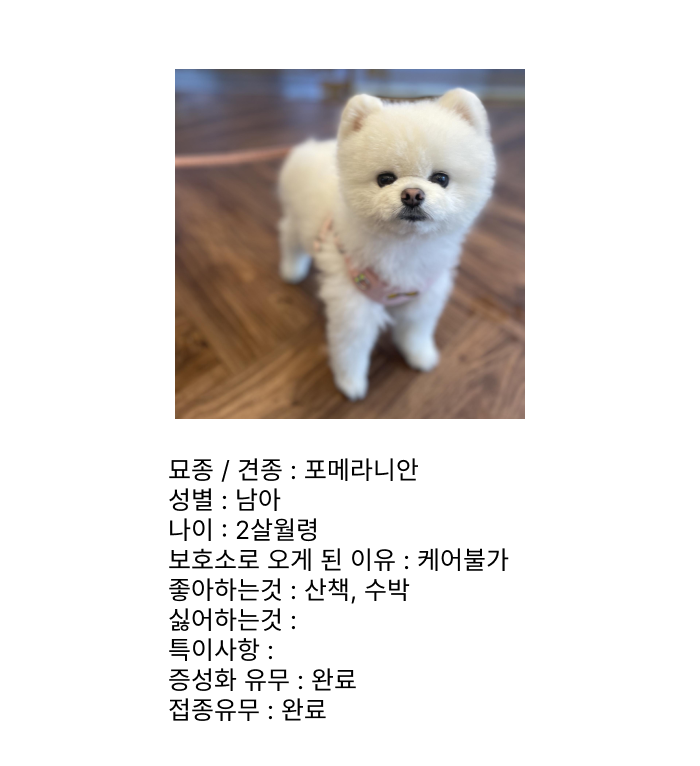 묘종 / 견종 : 포메라니안
성별 : 남아
나이 : 2살월령
보호소로 오게 된 이유 : 케어불가
좋아하는것 : 산책, 수박
싫어하는것 :
특이사항 :
증성화 유무 : 완료
접종유무 : 완료